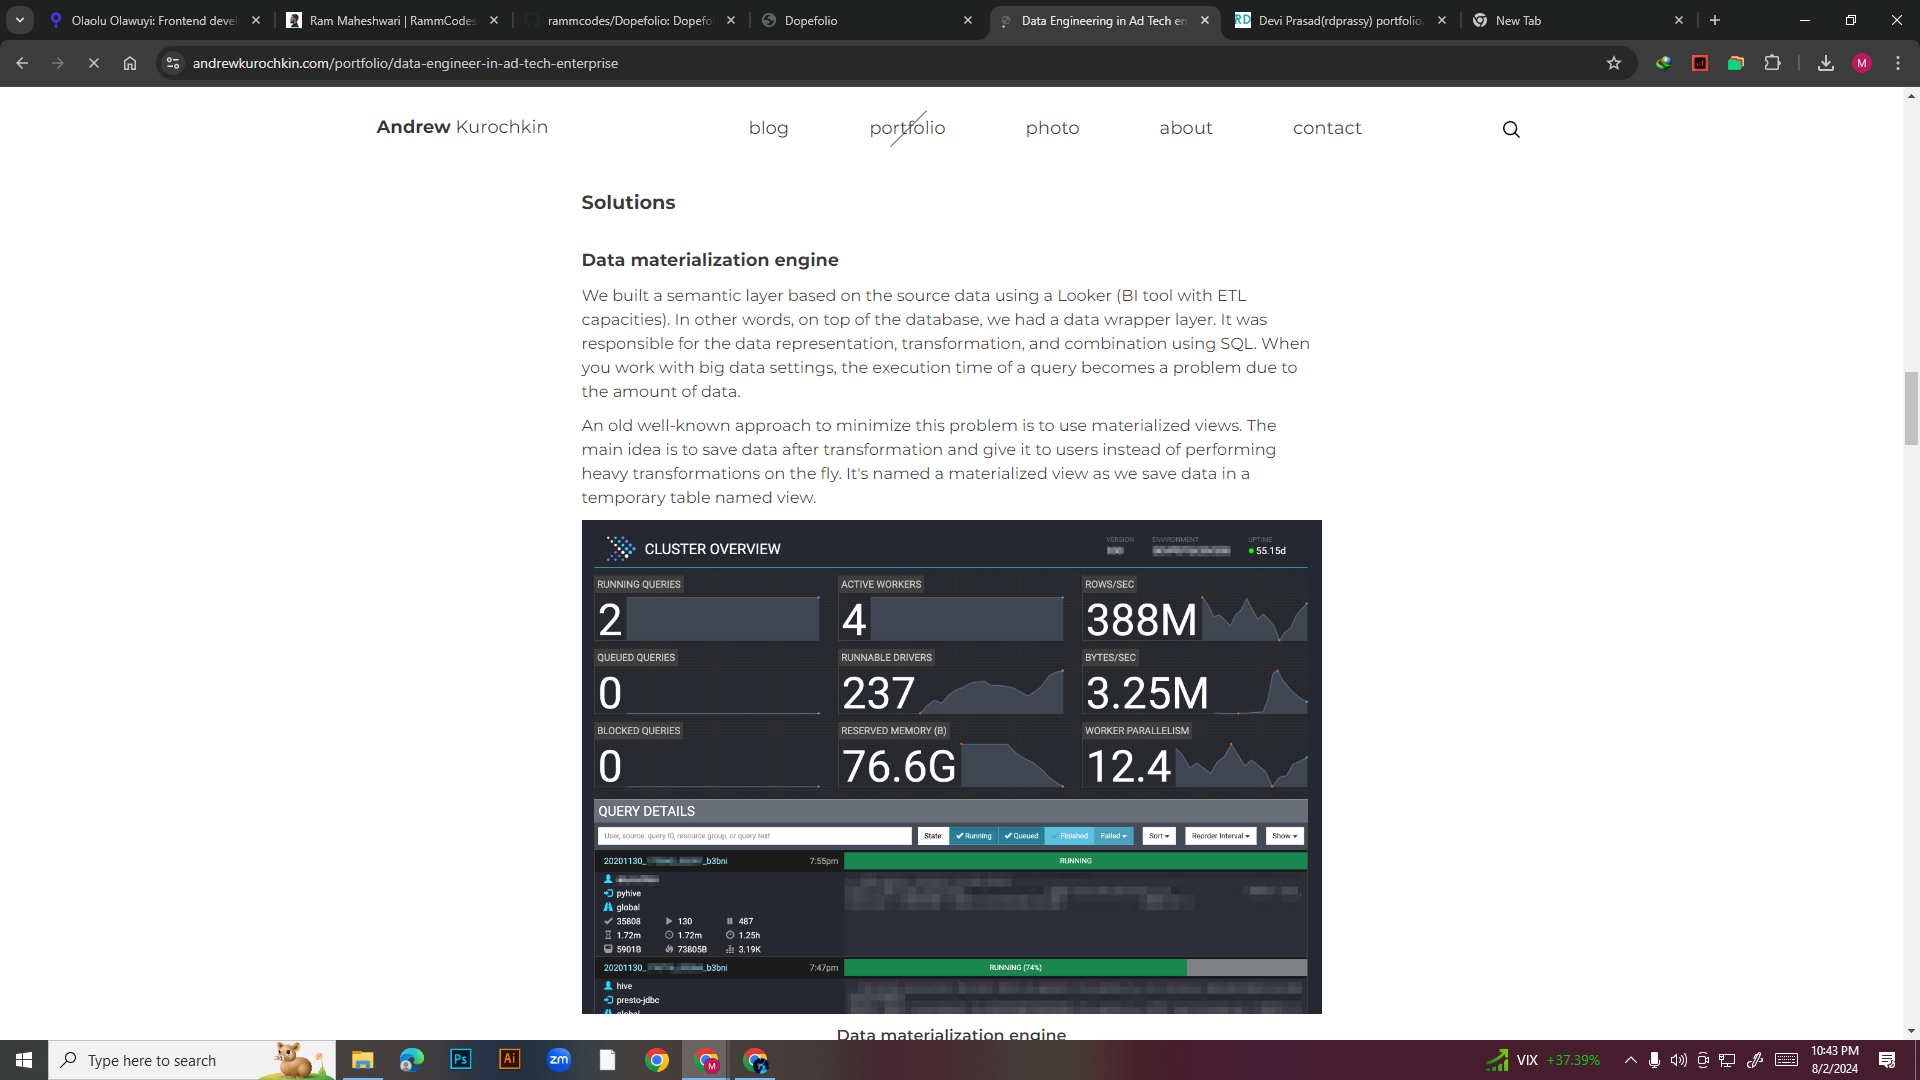 Olaolu Olawuyi: Frontend deve
Ram Maheshwari | RammCodes
rammcodes/Dopefolio: Dopefo
Dopefolio
Data Engineering in Ad Tech en
Devi Prasad(rdprassy) portfolio
New Tab
andrewkurochkin.com/portfolio/data-engineer-in-ad-tech-enterprise
M
Andrew Kurochkin
blog
portfolio
photo
about
contact
Solutions
Data materialization engine
We built a semantic layer based on the source data using a Looker (BI tool with ETL
capacities). In other words, on top of the database, we had a data wrapper layer. It was
responsible for the data representation, transformation, and combination using SQL. When
you work with big data settings, the execution time of a query becomes a problem due to
the amount of data.
An old well-known approach to minimize this problem is to use materialized views. The
main idea is to save data after transformation and give it to users instead of performing
heavy transformations on the fly. It's named a materialized view as we save data in a
temporary table named view.
CLUSTER OVERVIEW
VERSION
ENVIRONMENT
UPTIME
55.15d
RUNNING QUERIES
2
ACTIVE WORKERS
4
ROWS/SEC
388M
QUEUED QUERIES
0
RUNNABLE DRIVERS
237
BYTES/SEC
3.25M
BLOCKED QUERIES
0
RESERVED MEMORY (B)
76.6G
WORKER PARALLELISM
12.4
QUERY DETAILS
User, source, query ID, resource group, or query text
State: Running Queued Finished Failed
Sort
Reorder Interval
Show
20201130_ _b3bni 7:55pm
RUNNING
pyhive
global
35808 130 487
1.72m 1.72m 1.25h
5901B 73805B 3.19K
20201130_ _b3bni 7:47pm
RUNNING (74%)
hive
presto-jdbc
global
Data materialization engine
Type here to search
Ps
Ai
zm
M
VIX +37.39%
10:43 PM
8/2/2024